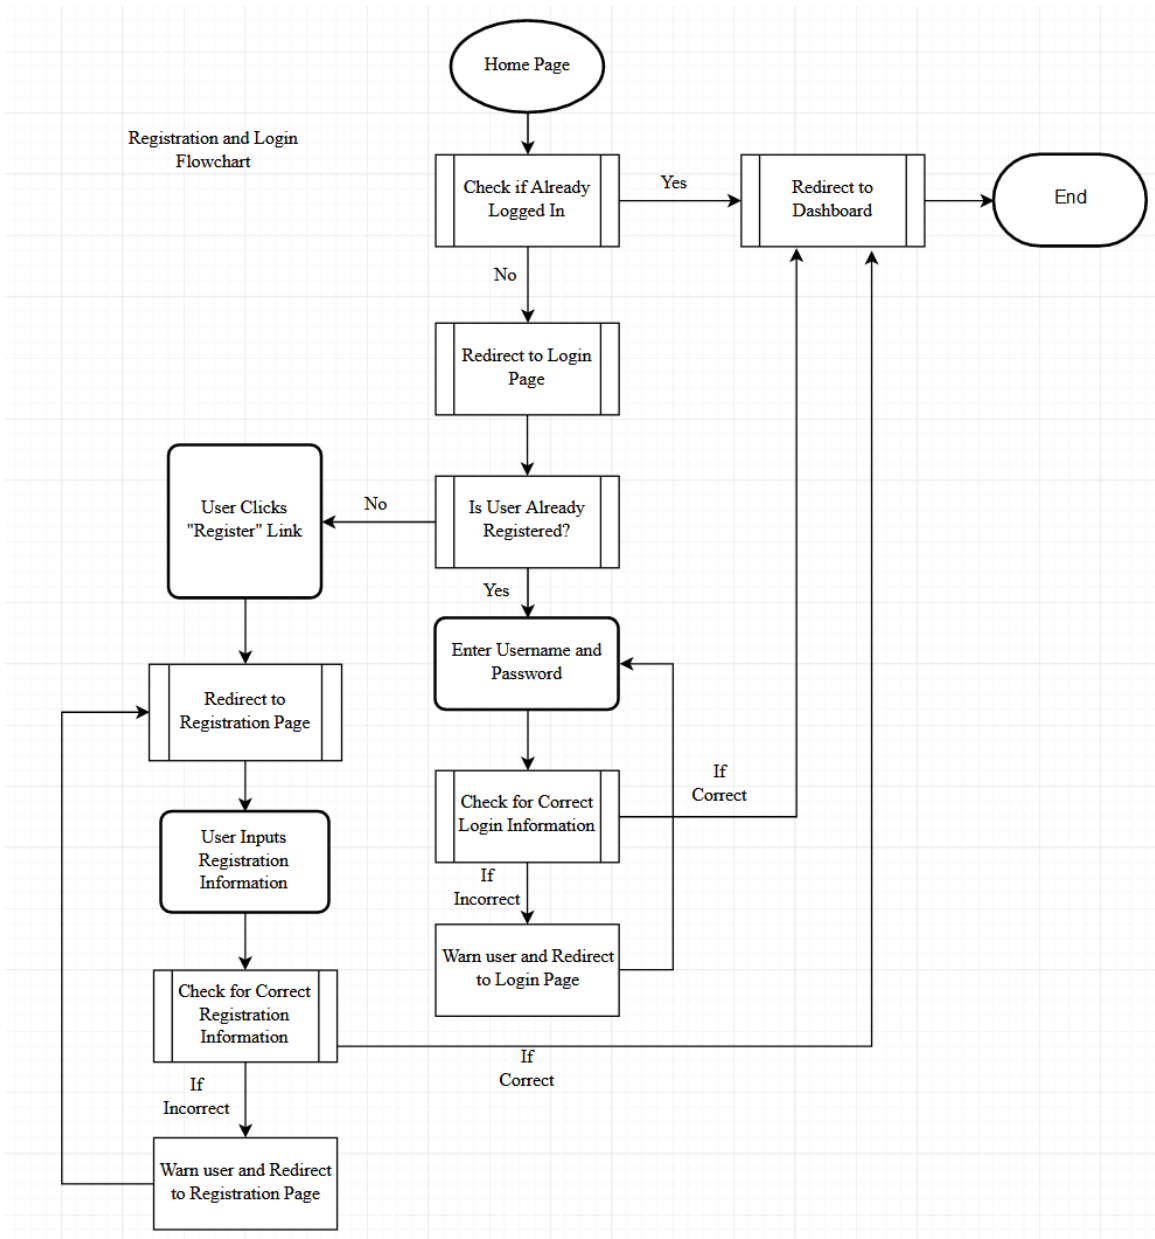 Home Page
Registration and Login
Flowchart
Check if Already
Logged In
Yes
Redirect to
Dashboard
End
No
Redirect to Login
Page
User Clicks
"Register" Link
No
Is User Already
Registered?
Yes
Enter Username and
Password
Redirect to
Registration Page
If
Correct
Check for Correct
Login Information
User Inputs
Registration
Information
If
Incorrect
Warn user and Redirect
to Login Page
Check for Correct
Registration
Information
If
Correct
If
Incorrect
Warn user and Redirect
to Registration Page